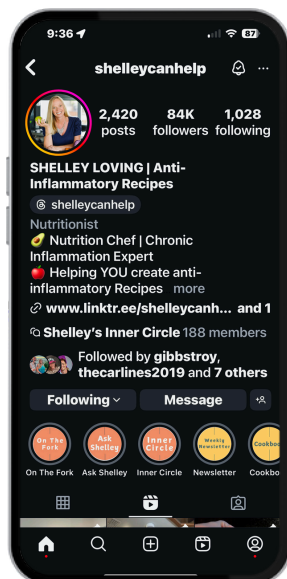 9:36
87
shelleycanhelp
2,420 84K 1,028
posts followers following
SHELLEY LOVING | Anti-
Inflammatory Recipes
shelleycanhelp
Nutritionist
🥑 Nutrition Chef | Chronic
Inflammation Expert
🍎 Helping YOU create anti-
inflammatory Recipes more
www.linktr.ee/shelleycanh... and 1
Shelley's Inner Circle 188 members
Followed by gibbstroy,
thecarlines2019 and 7 others
Following Message
On The Fork
Ask Shelley
Inner Circle
Weekly Newsletter
Cookboo
On The Fork Ask Shelley Inner Circle Newsletter Cookboo